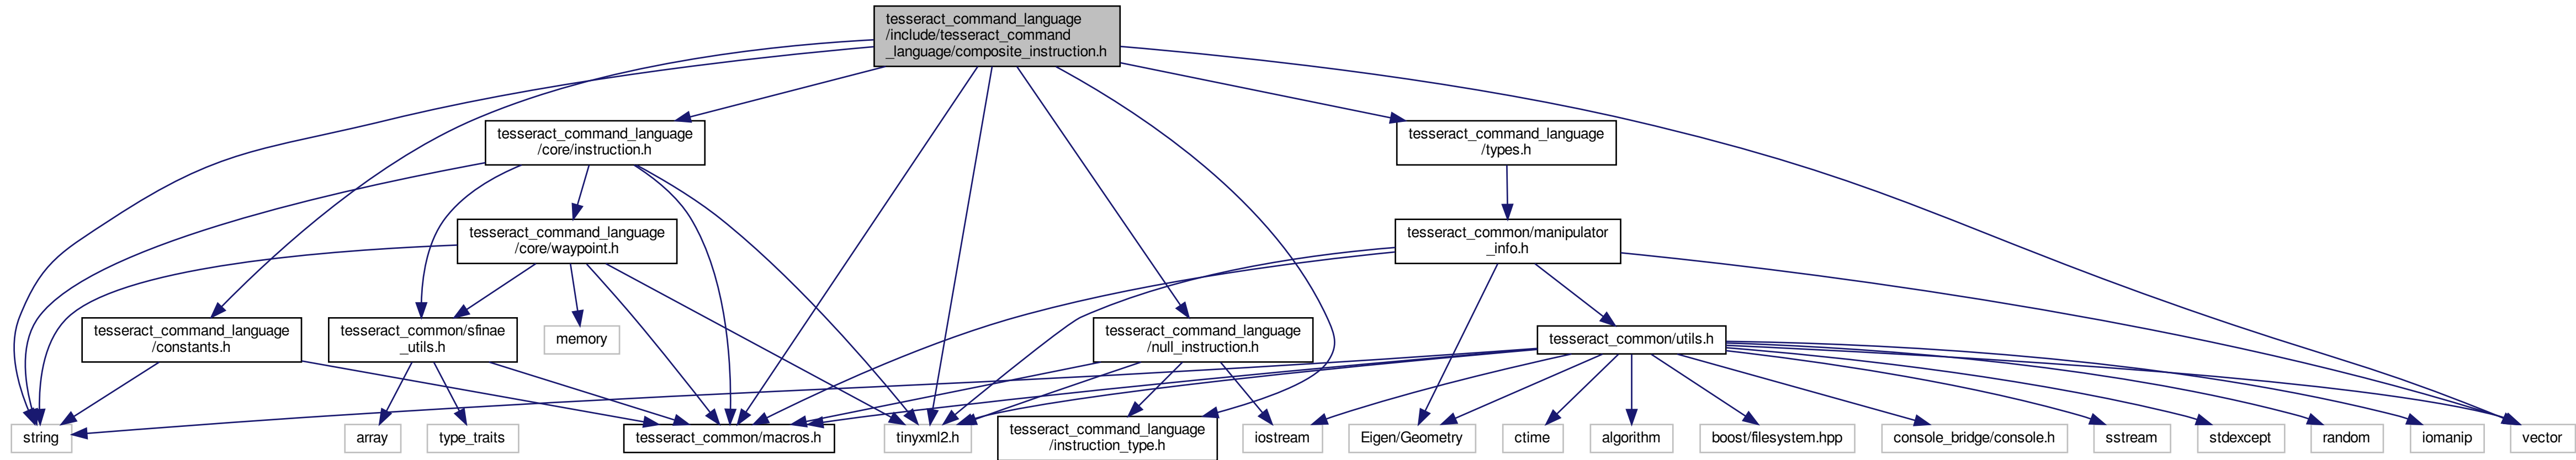 tesseract_command_language
/include/tesseract_command
_language/composite_instruction.h
tesseract_command_language
/core/instruction.h
tesseract_command_language
/types.h
tesseract_command_language
/core/waypoint.h
tesseract_common/manipulator
_info.h
tesseract_command_language
/constants.h
tesseract_common/sfinae
_utils.h
memory
tesseract_command_language
/null_instruction.h
tesseract_common/utils.h
string
array
type_traits
tesseract_common/macros.h
tinyxml2.h
tesseract_command_language
/instruction_type.h
iostream
Eigen/Geometry
ctime
algorithm
boost/filesystem.hpp
console_bridge/console.h
sstream
stdexcept
random
iomanip
vector